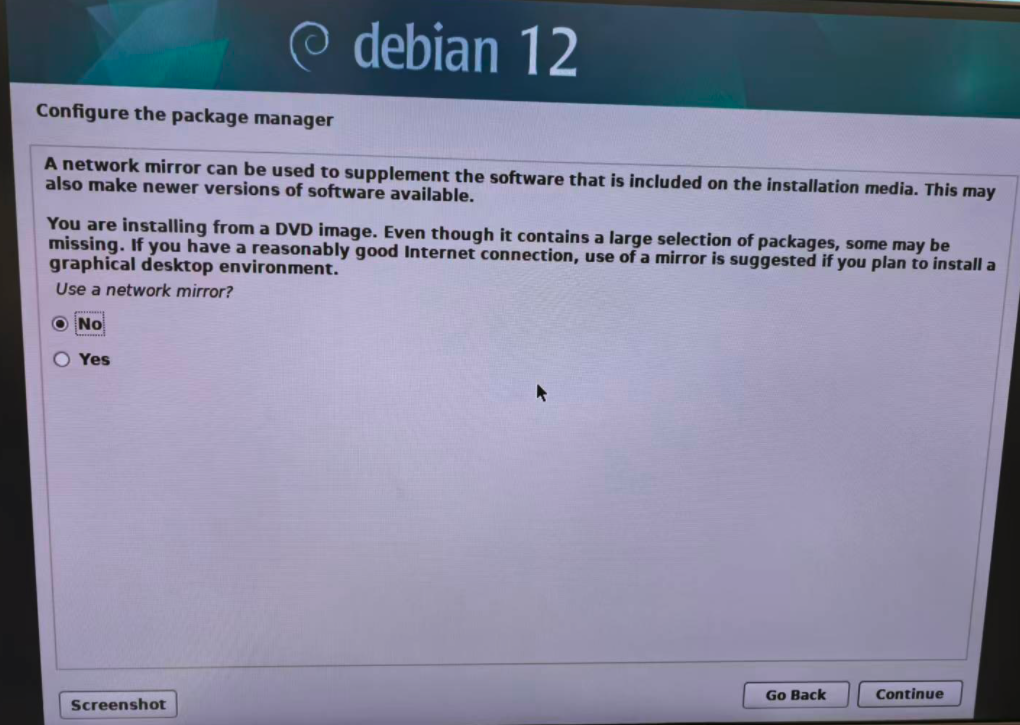 debian 12
Configure the package manager
A network mirror can be used to supplement the software that is included on the installation media. This may
also make newer versions of software available.
You are installing from a DVD image. Even though it contains a large selection of packages, some may be
missing. If you have a reasonably good Internet connection, use of a mirror is suggested if you plan to install a
graphical desktop environment.
Use a network mirror?
No
Yes
Screenshot
Go Back
Continue